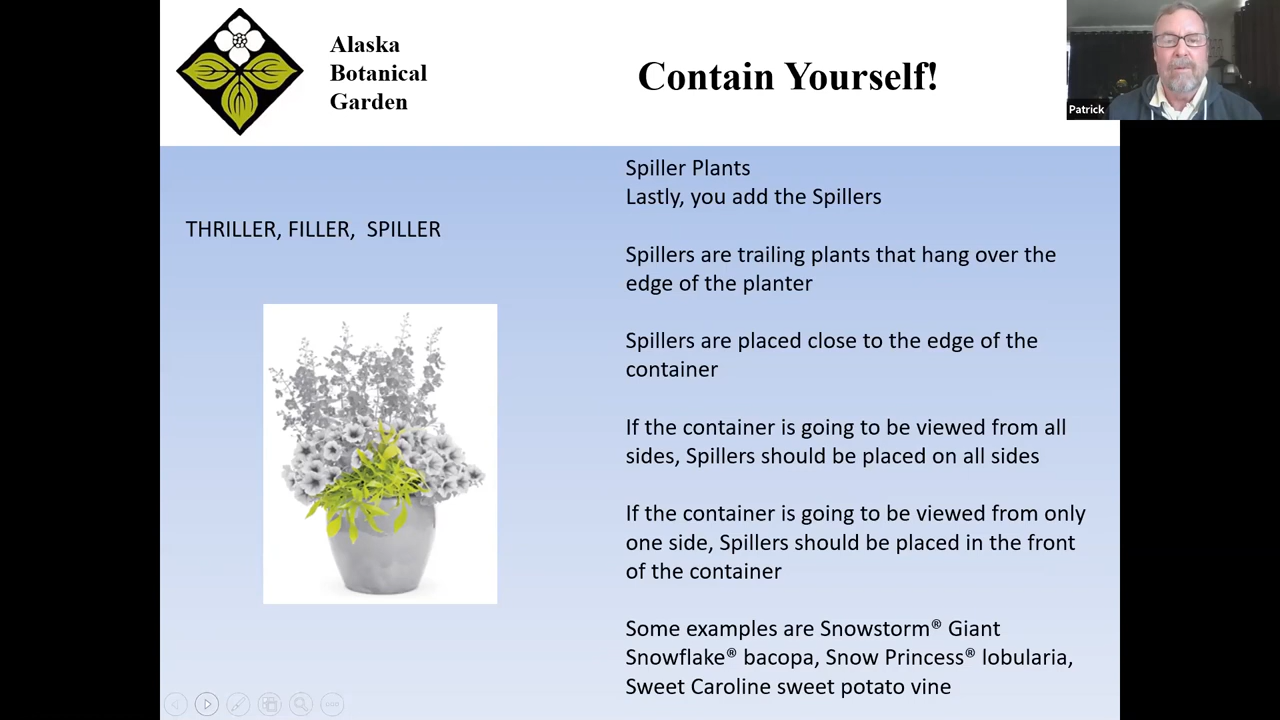 Alaska
Botanical
Garden
Contain Yourself!
Patrick
THRILLER, FILLER, SPILLER
Spiller Plants
Lastly, you add the Spillers
Spillers are trailing plants that hang over the
edge of the planter
Spillers are placed close to the edge of the
container
If the container is going to be viewed from all
sides, Spillers should be placed on all sides
If the container is going to be viewed from only
one side, Spillers should be placed in the front
of the container
Some examples are Snowstorm® Giant
Snowflake® bacopa, Snow Princess® lobularia,
Sweet Caroline sweet potato vine